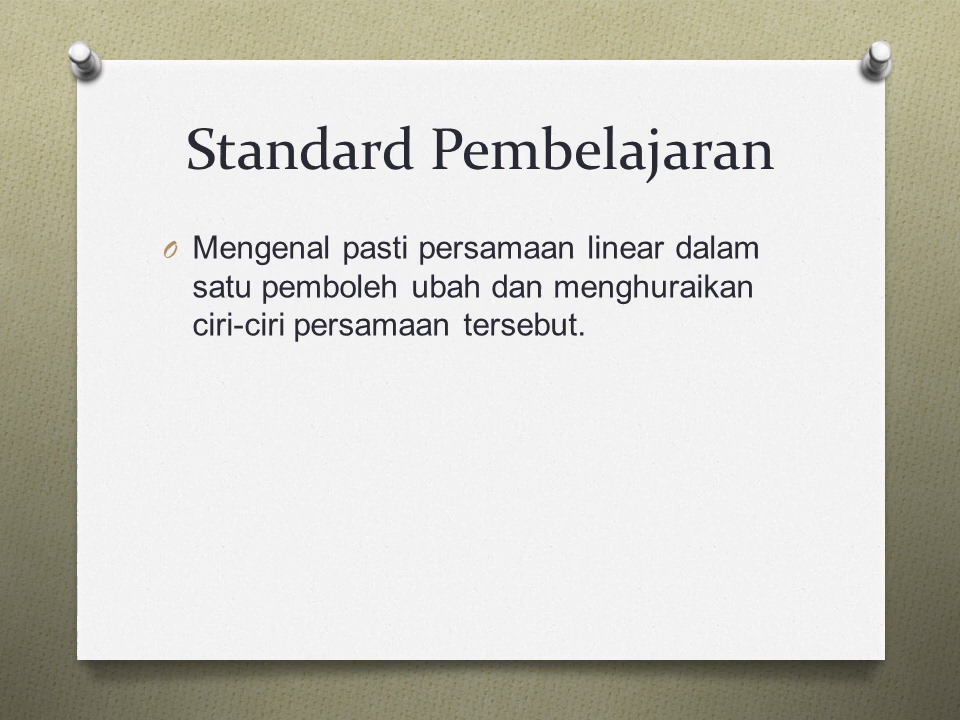 Standard Pembelajaran
Mengenal pasti persamaan linear dalam
satu pemboleh ubah dan menghuraikan
ciri-ciri persamaan tersebut.